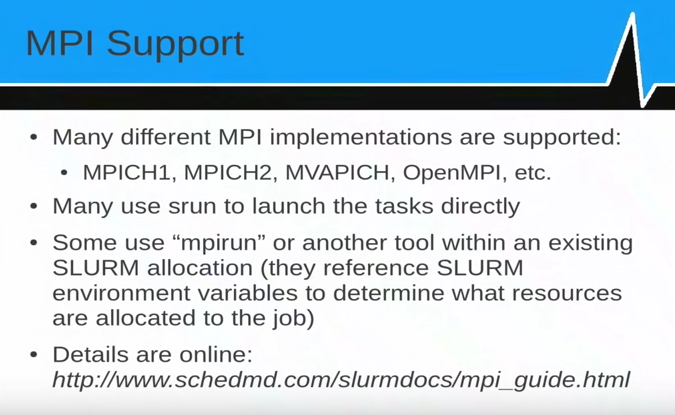 MPI Support
• Many different MPI implementations are supported:
• MPICH1, MPICH2, MVAPICH, OpenMPI, etc.
• Many use srun to launch the tasks directly
• Some use “mpirun” or another tool within an existing
SLURM allocation (they reference SLURM
environment variables to determine what resources
are allocated to the job)
• Details are online:
http://www.schedmd.com/slurmdocs/mpi_guide.html